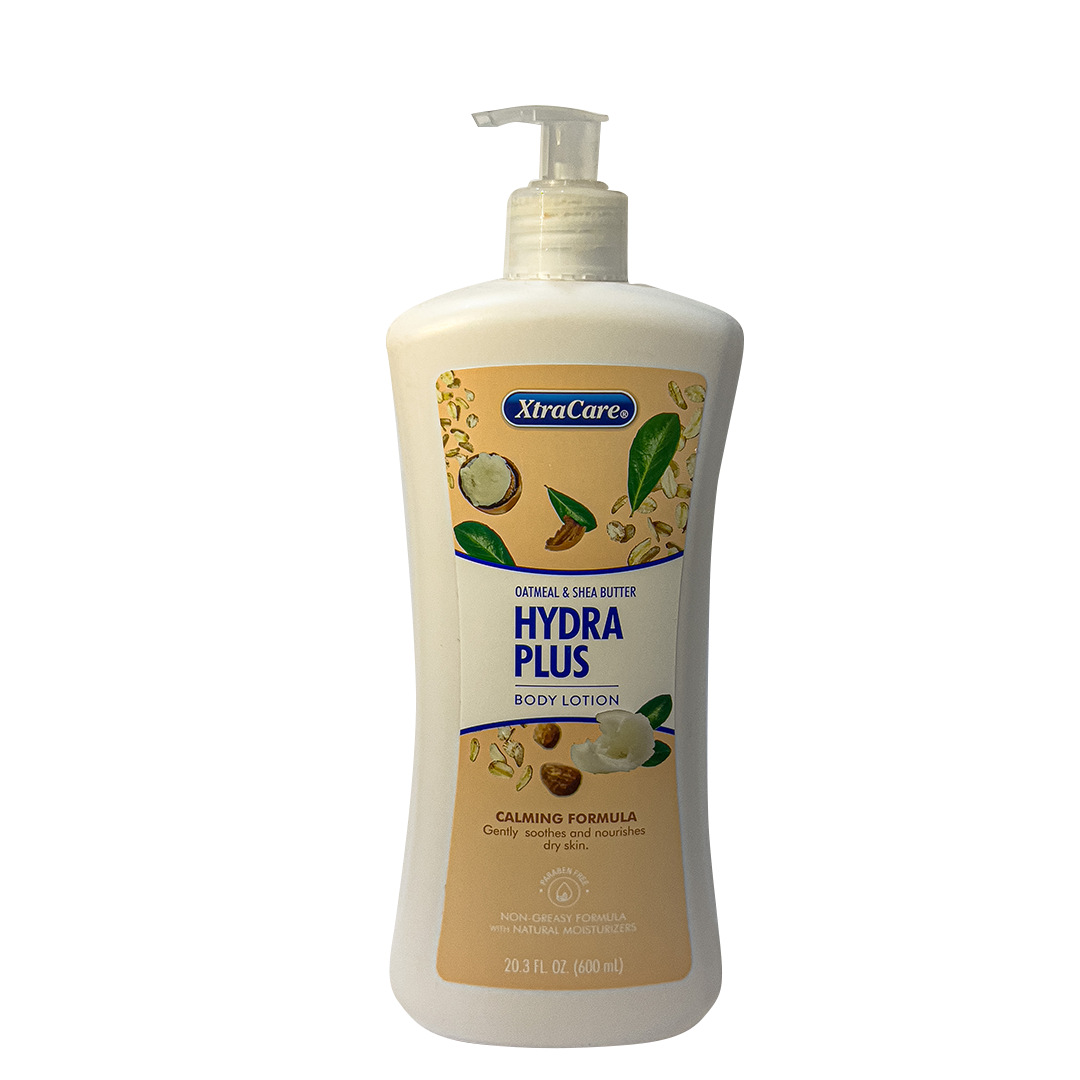 XtraCare®
OATMEAL & SHEA BUTTER
HYDRA
PLUS
BODY LOTION
CALMING FORMULA
Gently soothes and nourishes
dry skin.
• PARABEN FREE •
NON-GREASY FORMULA
WITH NATURAL MOISTURIZERS
20.3 FL. OZ. (600 mL)